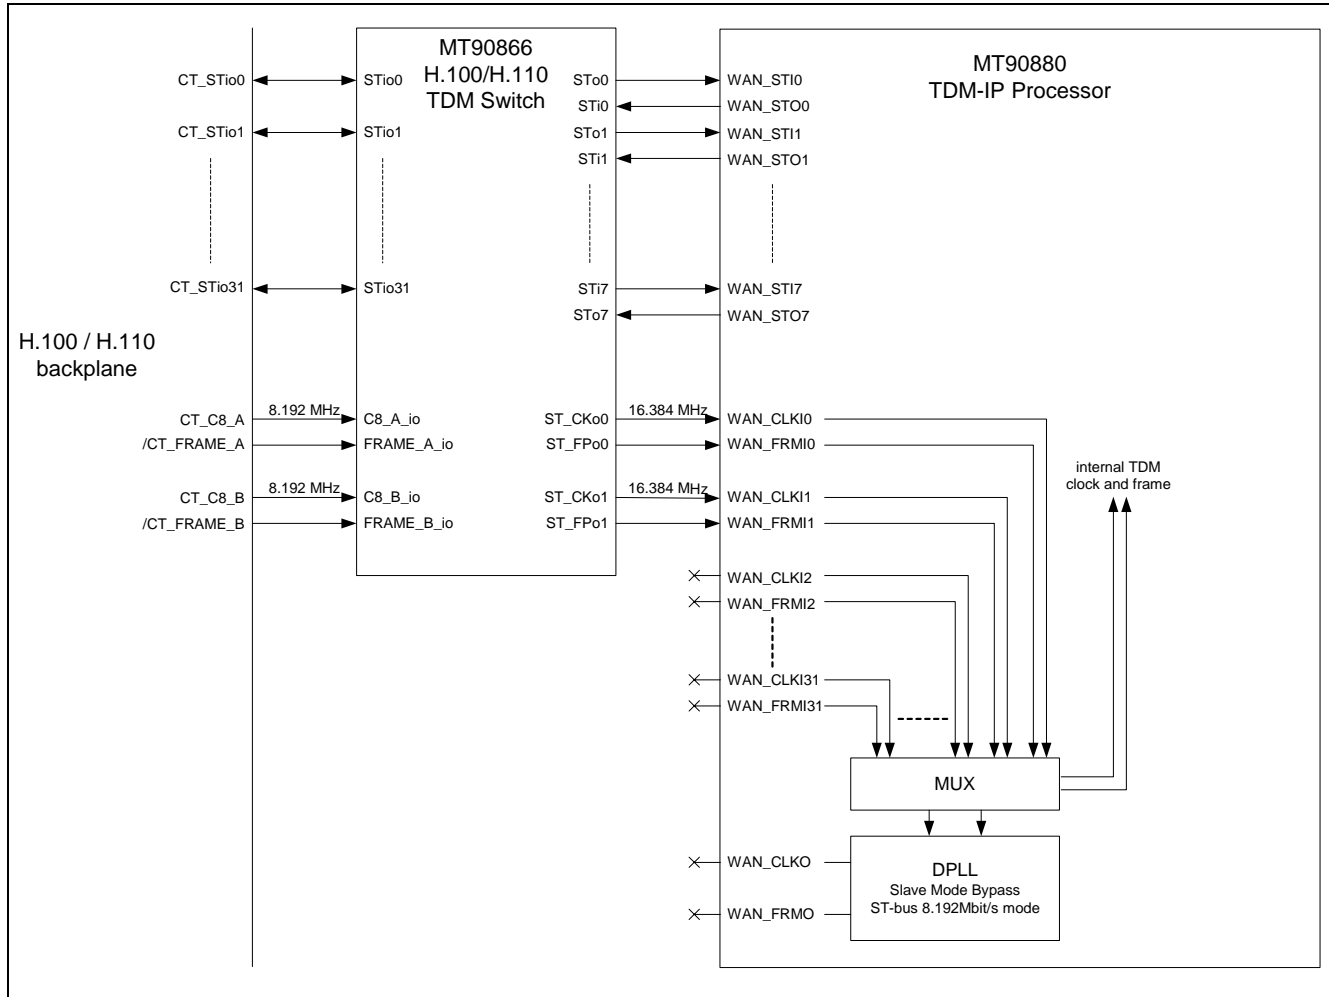 MT90866
H.100/H.110
TDM Switch
MT90880
TDM-IP Processor
CT_STio0
STio0
STo0
WAN_STI0
STi0
WAN_STO0
CT_STio1
STio1
STo1
WAN_STI1
STi1
WAN_STO1
CT_STio31
STio31
STi7
WAN_STI7
STo7
WAN_STO7
H.100 / H.110
backplane
CT_C8_A
8.192 MHz
C8_A_io
ST_CKo0
16.384 MHz
WAN_CLKI0
/CT_FRAME_A
FRAME_A_io
ST_FPo0
WAN_FRMI0
internal TDM
clock and frame
CT_C8_B
8.192 MHz
C8_B_io
ST_CKo1
16.384 MHz
WAN_CLKI1
/CT_FRAME_B
FRAME_B_io
ST_FPo1
WAN_FRMI1
WAN_CLKI2
WAN_FRMI2
WAN_CLKI31
WAN_FRMI31
MUX
WAN_CLKO
DPLL
Slave Mode Bypass
ST-bus 8.192Mbit/s mode
WAN_FRMO